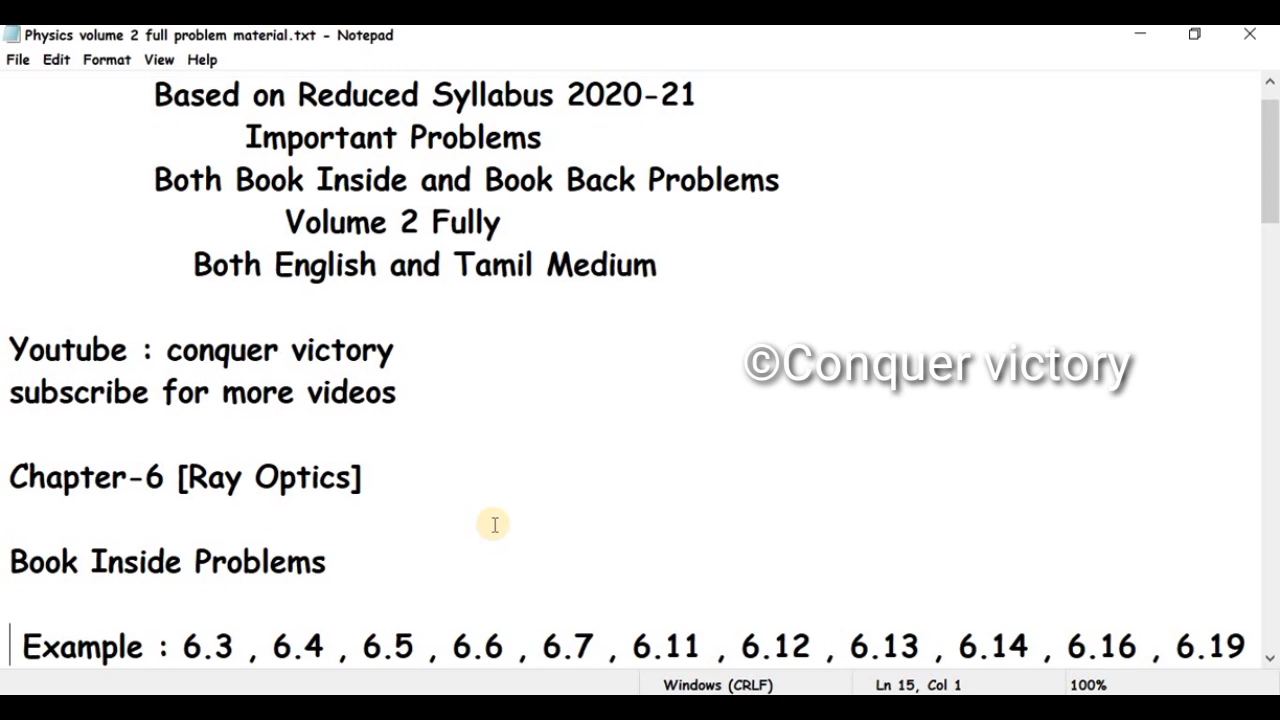 Physics volume 2 full problem material.txt - Notepad
File Edit Format View Help
Based on Reduced Syllabus 2020-21
Important Problems
Both Book Inside and Book Back Problems
Volume 2 Fully
Both English and Tamil Medium
Youtube : conquer victory
©Conquer victory
subscribe for more videos
Chapter-6 [Ray Optics]
Book Inside Problems
Example : 6.3 , 6.4 , 6.5 , 6.6 , 6.7 , 6.11 , 6.12 , 6.13 , 6.14 , 6.16 , 6.19
Windows (CRLF) Ln 15, Col 1 100%